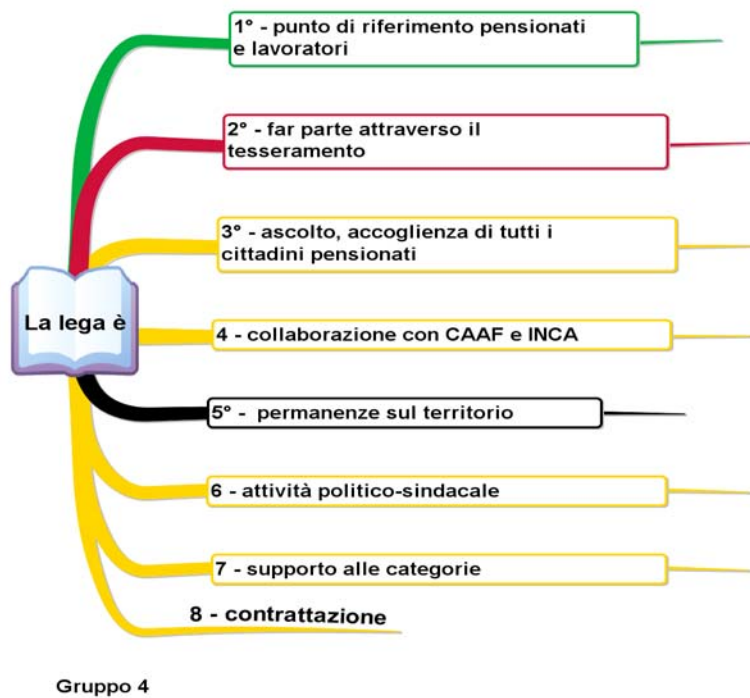 1° - punto di riferimento pensionati
e lavoratori
2° - far parte attraverso il
tesseramento
3° - ascolto, accoglienza di tutti i
cittadini pensionati
La lega è
4 - collaborazione con CAAF e INCA
5° - permanenze sul territorio
6 - attività politico-sindacale
7 - supporto alle categorie
8 - contrattazione
Gruppo 4